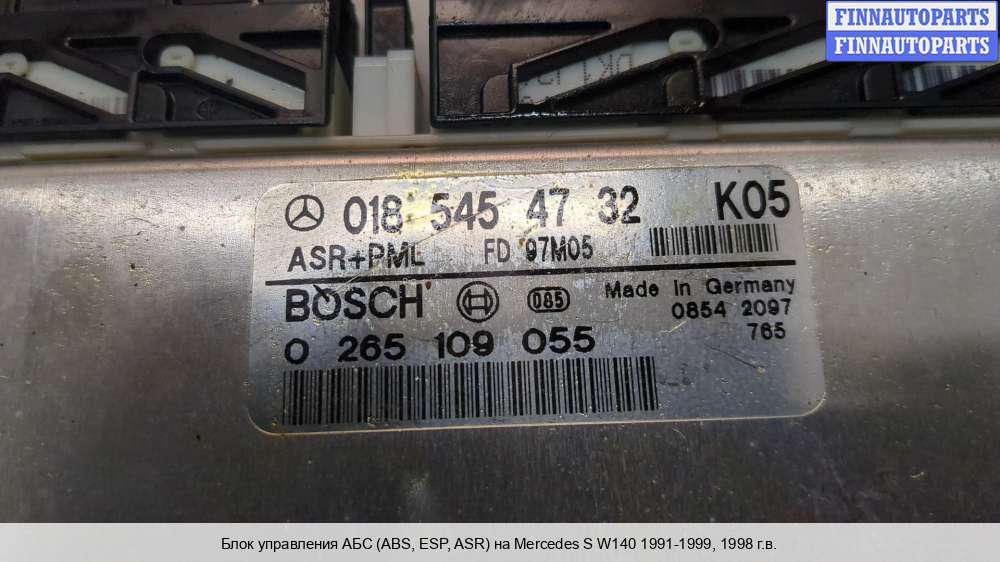 FINNAUTOPARTS
FINNAUTOPARTS
018 545 47 32 K05
ASR+PML FD 97M05
BOSCH 085 Made in Germany
0854 2097
0 265 109 055 765
Блок управления АБС (ABS, ESP, ASR) на Mercedes S W140 1991-1999, 1998 г.в.